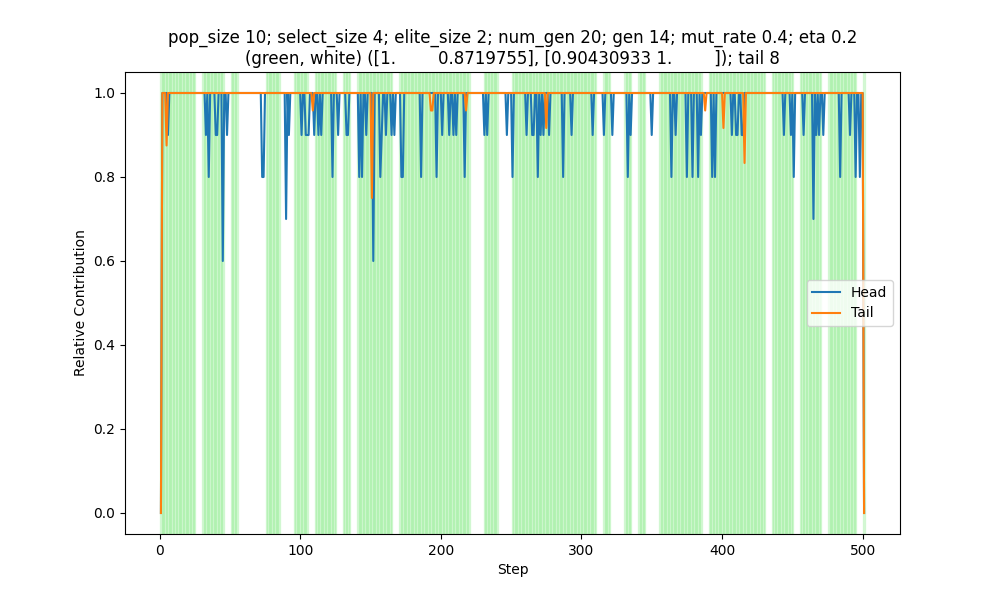 pop_size 10; select_size 4; elite_size 2; num_gen 20; gen 14; mut_rate 0.4; eta 0.2
(green, white) ([1.        0.8719755], [0.90430933 1.        ]); tail 8
1.0
0.8
0.6
0.4
0.2
0.0
Relative Contribution
Head
Tail
0
100
200
300
400
500
Step